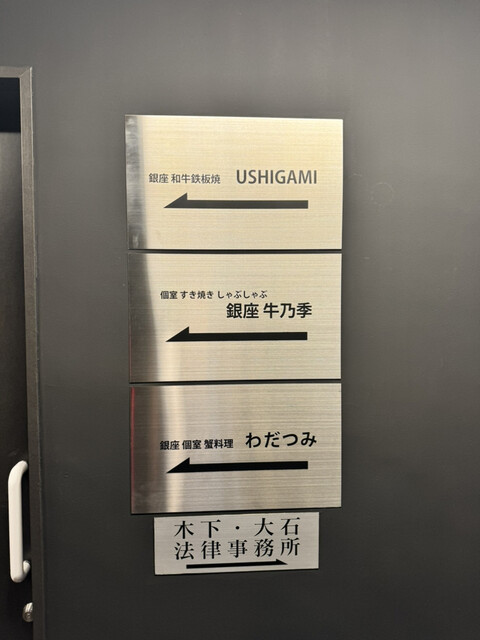 銀座 和牛鉄板焼 USHIGAMI
個室 すき焼き しゃぶしゃぶ
銀座 牛乃季
銀座 個室 蟹料理 わだつみ
木下・大石
法律事務所